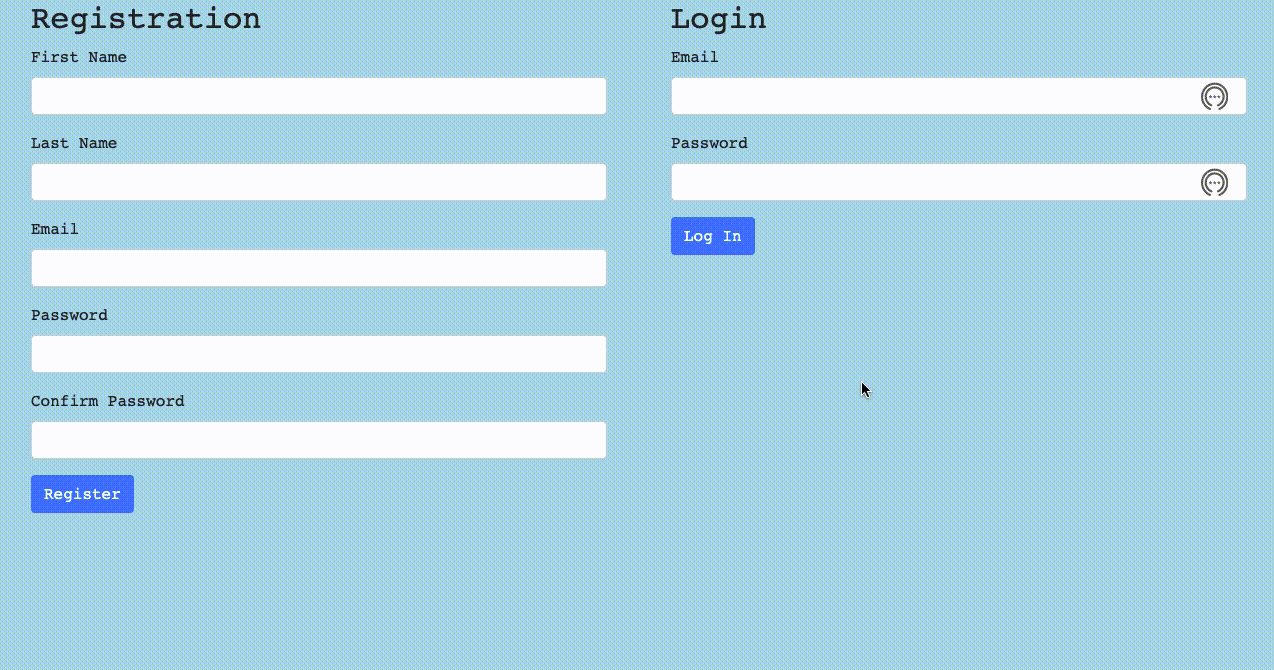 Registration
First Name
Last Name
Email
Password
Confirm Password
Register
Login
Email
Password
Log In